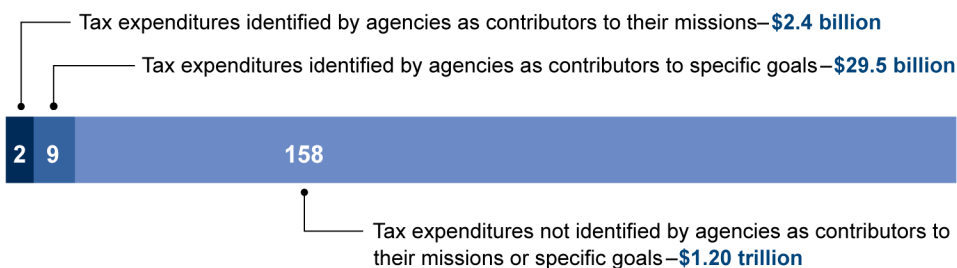 Tax expenditures identified by agencies as contributors to their missions–$2.4 billion
Tax expenditures identified by agencies as contributors to specific goals–$29.5 billion
2 9 158
Tax expenditures not identified by agencies as contributors to
their missions or specific goals–$1.20 trillion